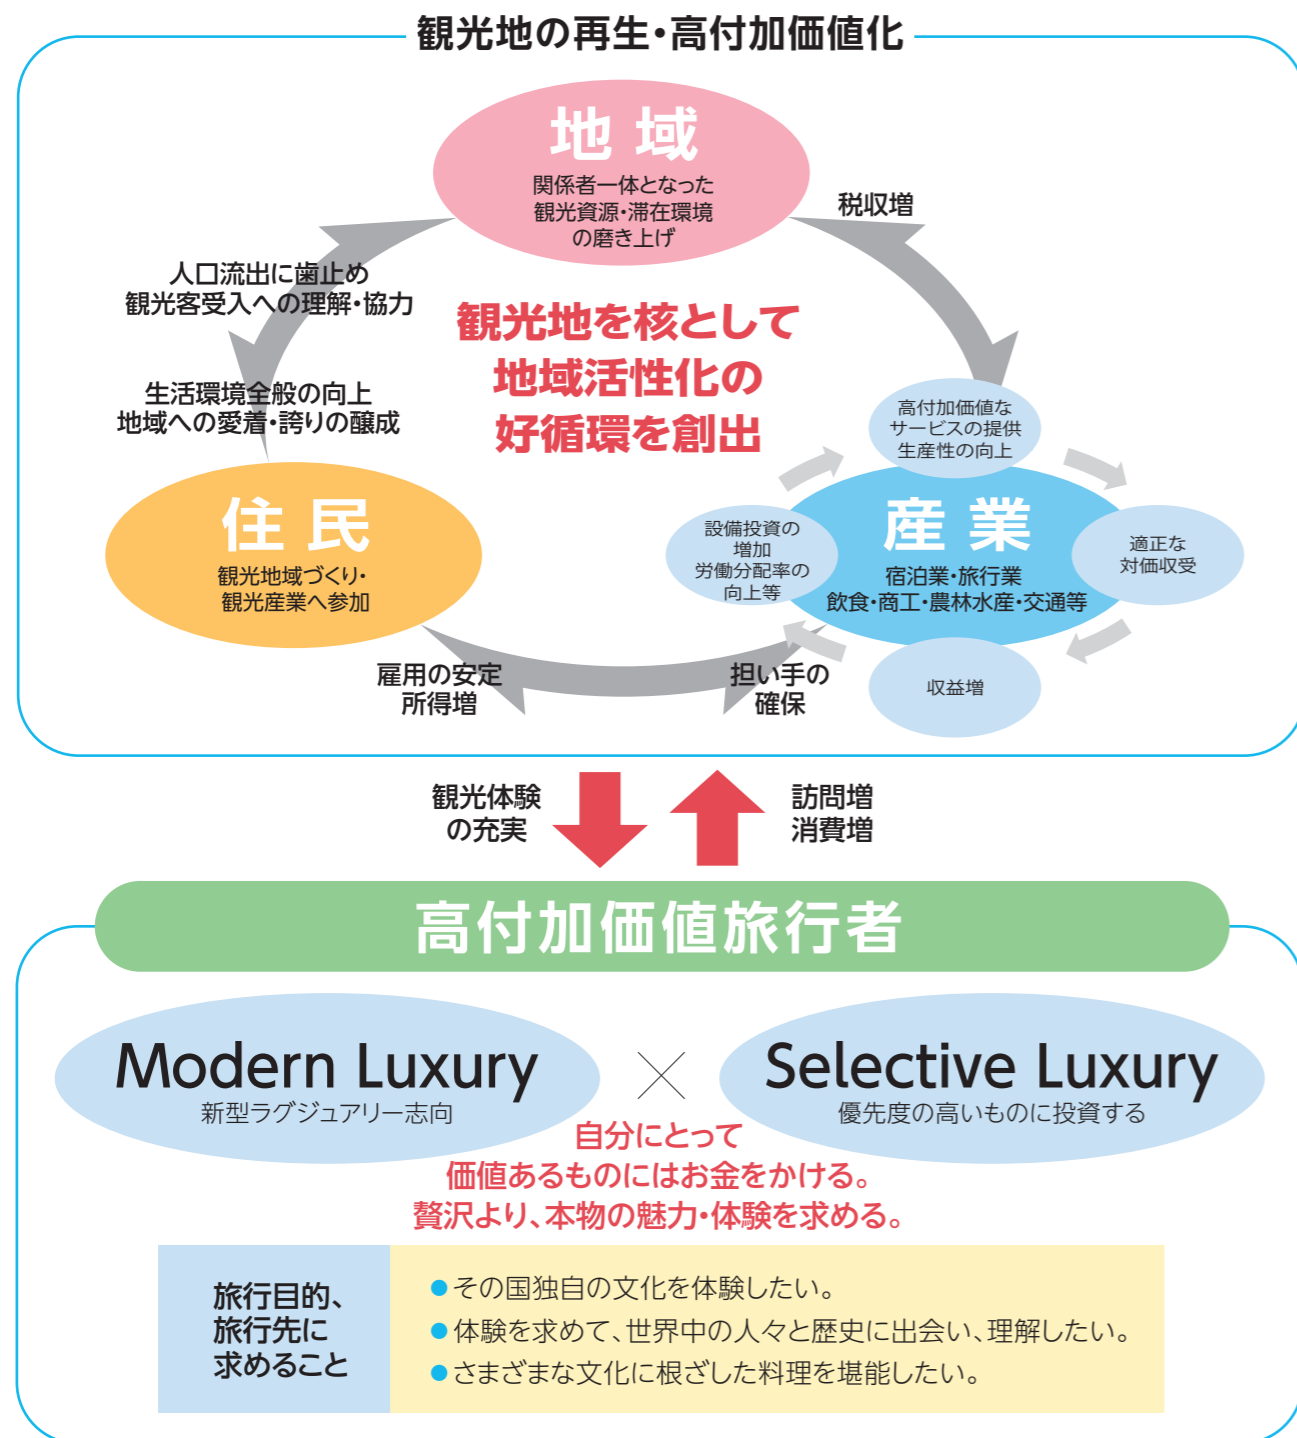 観光地の再生・高付加価値化
地域
関係者一体となった
観光資源・滞在環境
の磨き上げ
税収増
人口流出に歯止め
観光客受入への理解・協力
観光地を核として
地域活性化の
好循環を創出
生活環境全般の向上
地域への愛着・誇りの醸成
高付加価値な
サービスの提供
生産性の向上
住民
観光地域づくり・
観光産業へ参加
設備投資の
増加
労働分配率の
向上等
産業
宿泊業・旅行業
飲食・商工・農林水産・交通等
適正な
対価収受
収益増
雇用の安定
所得増
担い手の
確保
観光体験
の充実
訪問増
消費増
高付加価値旅行者
Modern Luxury
新型ラグジュアリー志向
×
Selective Luxury
優先度の高いものに投資する
自分にとって
価値あるものにはお金をかける。
贅沢より、本物の魅力・体験を求める。
旅行目的、
旅行先に
求めること
●その国独自の文化を体験したい。
●体験を求めて、世界中の人々と歴史に出会い、理解したい。
●さまざまな文化に根ざした料理を堪能したい。